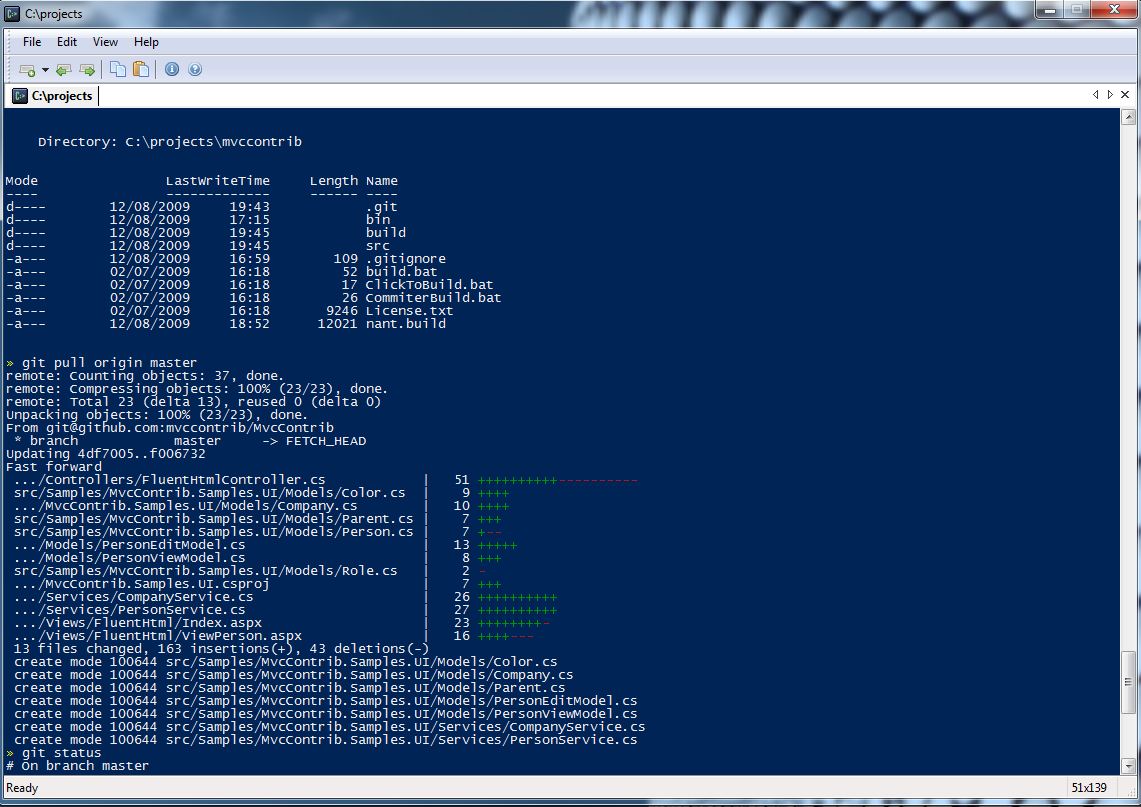 C:\projects
File Edit View Help
C:\projects
Directory: C:\projects\mvccontrib
Mode LastWriteTime Length Name
---- ------------- ------ ----
d---- 12/08/2009 19:43 .git
d---- 12/08/2009 17:15 bin
d---- 12/08/2009 19:45 build
d---- 12/08/2009 19:45 src
-a--- 12/08/2009 16:59 109 .gitignore
-a--- 02/07/2009 16:18 52 build.bat
-a--- 02/07/2009 16:18 17 ClickToBuild.bat
-a--- 02/07/2009 16:18 26 CommiterBuild.bat
-a--- 02/07/2009 16:18 9246 License.txt
-a--- 12/08/2009 18:52 12021 nant.build
» git pull origin master
remote: Counting objects: 37, done.
remote: Compressing objects: 100% (23/23), done.
remote: Total 23 (delta 13), reused 0 (delta 0)
Unpacking objects: 100% (23/23), done.
From git@github.com:mvccontrib/MvcContrib
* branch master -> FETCH_HEAD
Updating 4df7005..f006732
Fast forward
.../Controllers/FluentHtmlController.cs | 51 ++++++++++----------
src/Samples/MvcContrib.Samples.UI/Models/Color.cs | 9 ++++
.../MvcContrib.Samples.UI/Models/Company.cs | 10 ++++
src/Samples/MvcContrib.Samples.UI/Models/Parent.cs | 7 +++
src/Samples/MvcContrib.Samples.UI/Models/Person.cs | 7 +--
.../Models/PersonEditModel.cs | 13 +++++
.../Models/PersonViewModel.cs | 8 +++
src/Samples/MvcContrib.Samples.UI/Models/Role.cs | 2 -
.../MvcContrib.Samples.UI.csproj | 7 +++
.../Services/CompanyService.cs | 26 ++++++++++
.../Services/PersonService.cs | 27 ++++++++++
.../Views/FluentHtml/Index.aspx | 23 ++++++++-
.../Views/FluentHtml/ViewPerson.aspx | 16 ++++---
13 files changed, 163 insertions(+), 43 deletions(-)
create mode 100644 src/Samples/MvcContrib.Samples.UI/Models/Color.cs
create mode 100644 src/Samples/MvcContrib.Samples.UI/Models/Company.cs
create mode 100644 src/Samples/MvcContrib.Samples.UI/Models/Parent.cs
create mode 100644 src/Samples/MvcContrib.Samples.UI/Models/PersonEditModel.cs
create mode 100644 src/Samples/MvcContrib.Samples.UI/Models/PersonViewModel.cs
create mode 100644 src/Samples/MvcContrib.Samples.UI/Services/CompanyService.cs
create mode 100644 src/Samples/MvcContrib.Samples.UI/Services/PersonService.cs
» git status
# On branch master
Ready 51x139